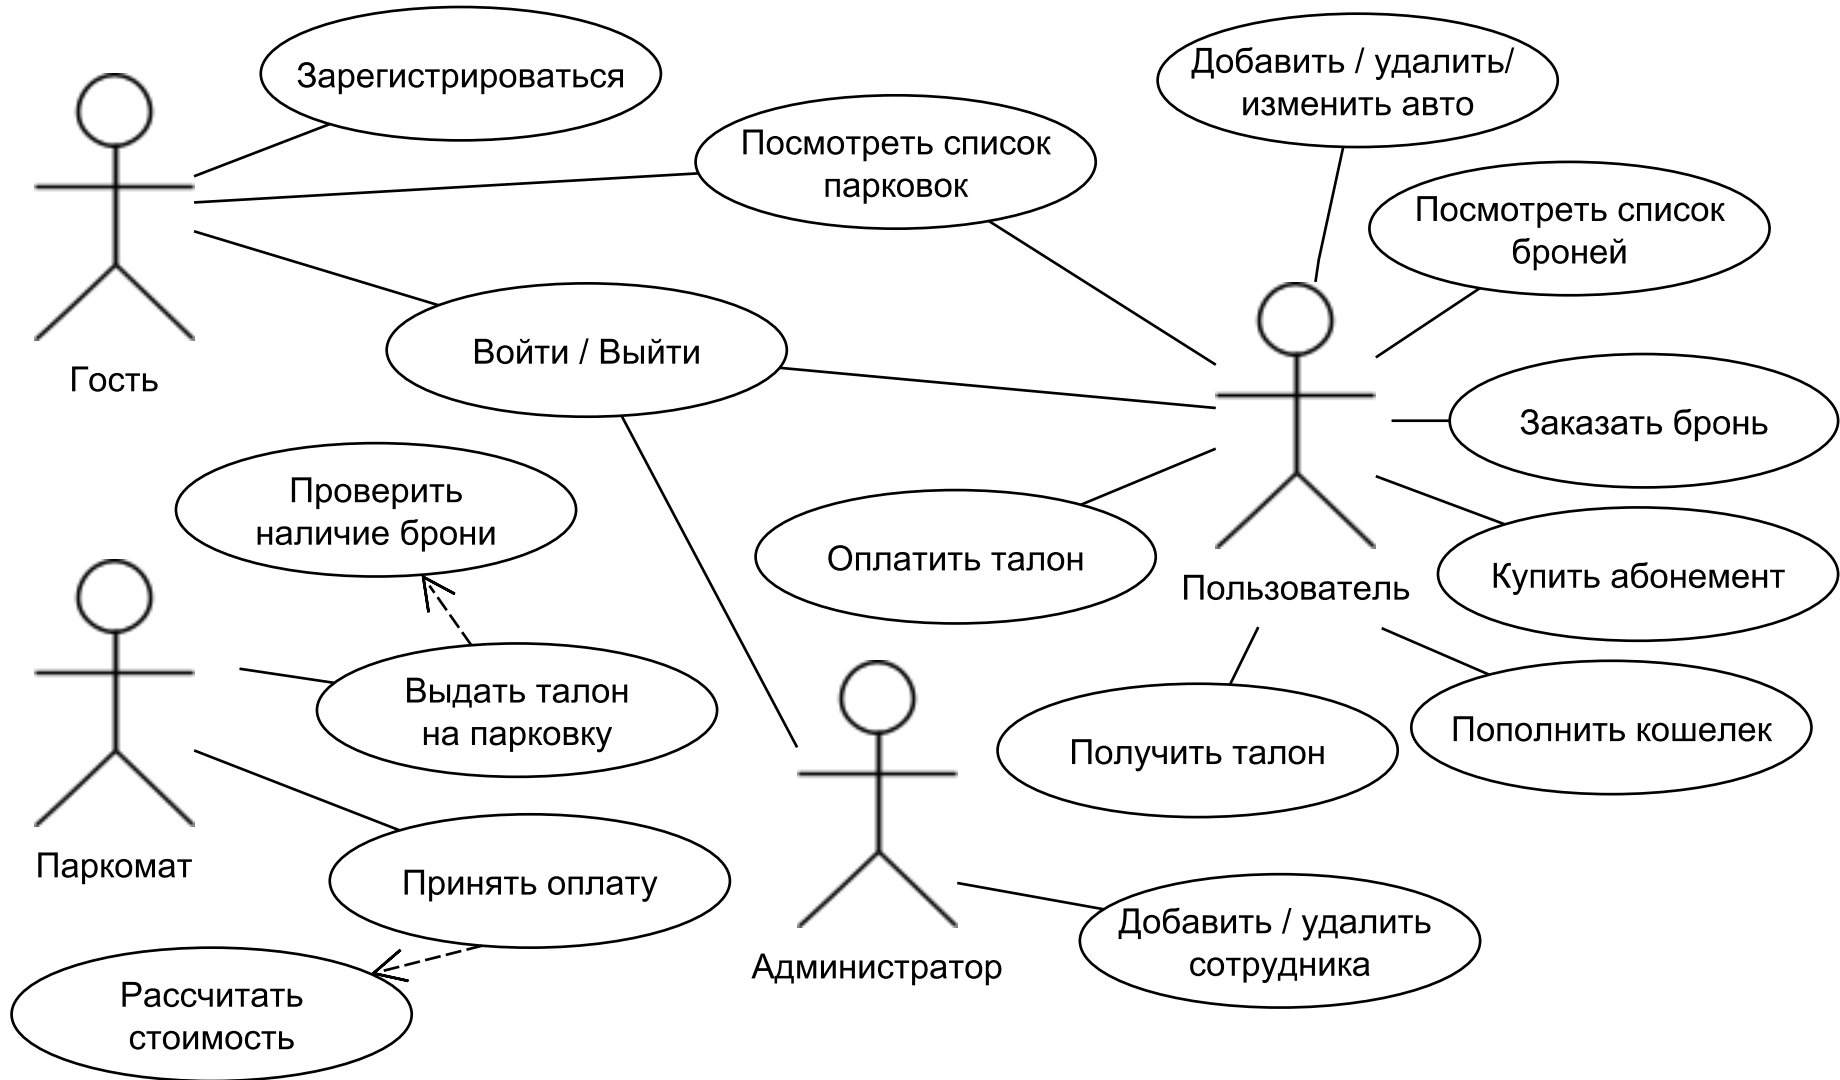 Зарегистрироваться
Добавить / удалить/
изменить авто
Посмотреть список
парковок
Посмотреть список
броней
Войти / Выйти
Гость
Заказать бронь
Проверить
наличие брони
Оплатить талон
Купить абонемент
Пользователь
Выдать талон
на парковку
Пополнить кошелек
Получить талон
Паркомат
Принять оплату
Добавить / удалить
сотрудника
Администратор
Рассчитать
стоимость